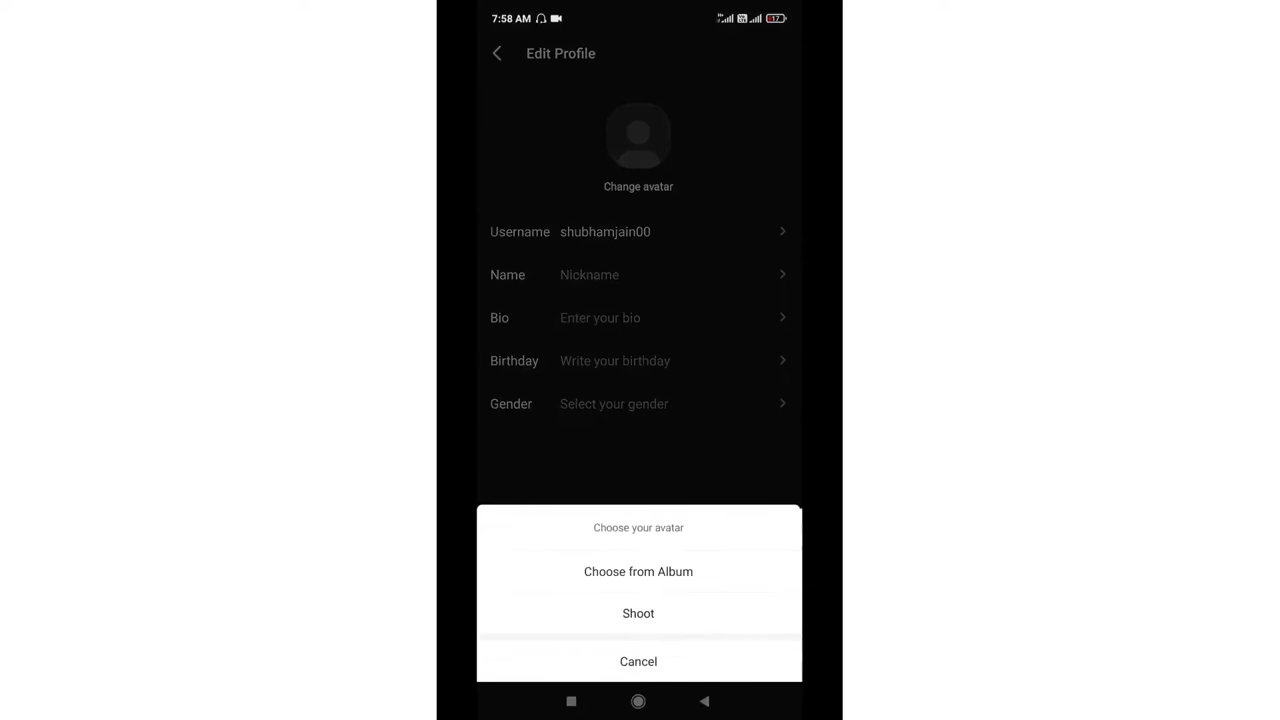 7:58 AM 17
Edit Profile
Change avatar
Username shubhamjain00
Name Nickname
Bio Enter your bio
Birthday Write your birthday
Gender Select your gender
Choose your avatar
Choose from Album
Shoot
Cancel